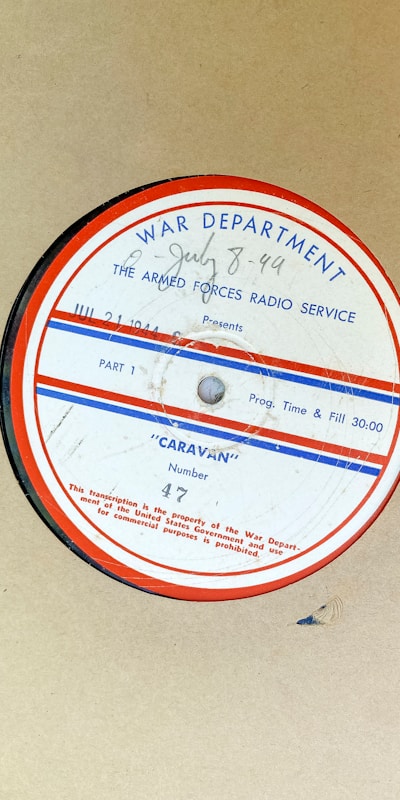 WAR DEPARTMENT
July 8-44
THE ARMED FORCES RADIO SERVICE
JUL 21 1944
Presents
PART 1
Prog. Time & Fill 30:00
"CARAVAN"
Number
47
This transcription is the property of the War Depart-
ment of the United States Government and use
for commercial purposes is prohibited.